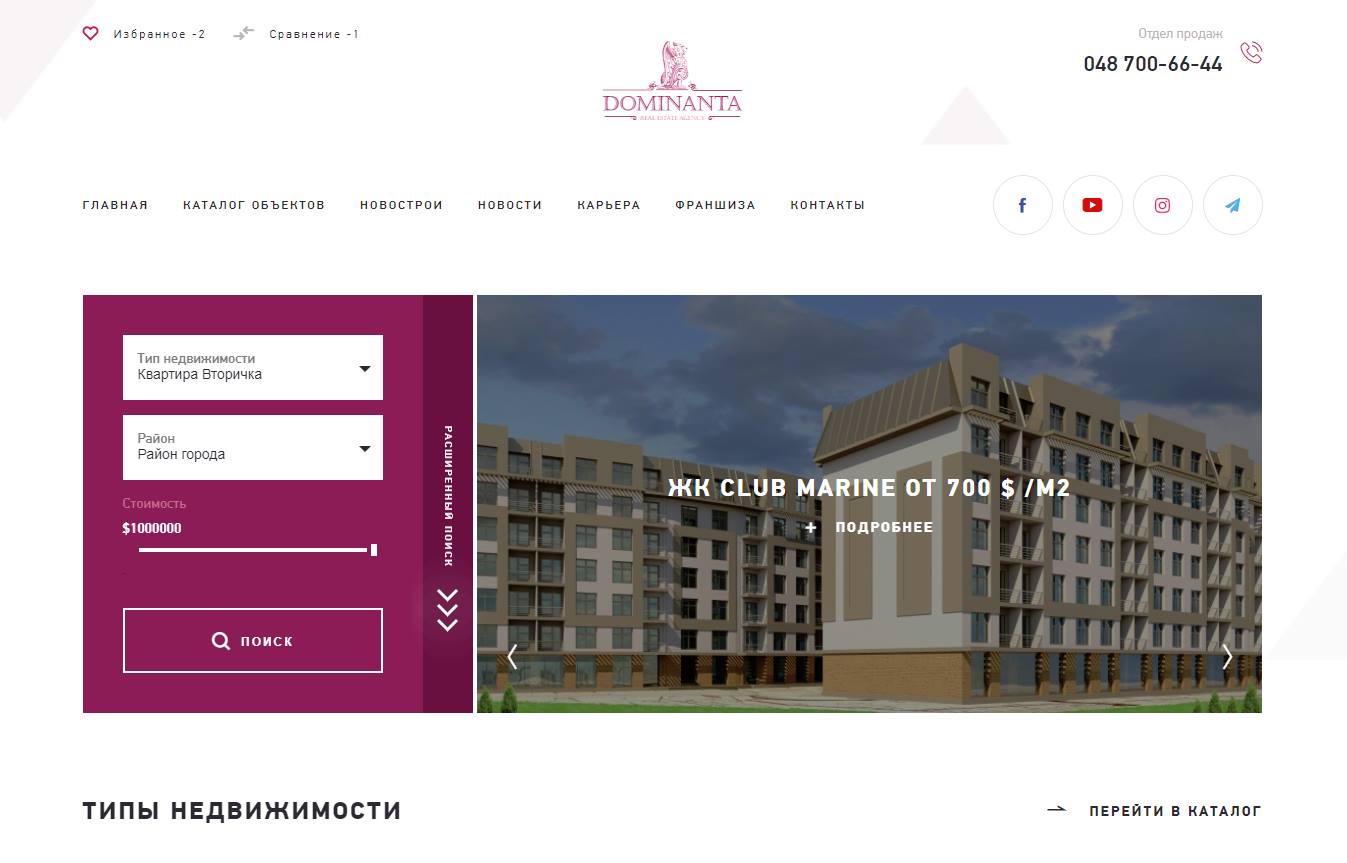 Избранное -2
Сравнение -1
DOMINANTA
REAL ESTATE AGENCY
Отдел продаж
048 700-66-44
ГЛАВНАЯ
КАТАЛОГ ОБЪЕКТОВ
НОВОСТРОИ
НОВОСТИ
КАРЬЕРА
ФРАНШИЗА
КОНТАКТЫ
Тип недвижимости
Квартира Вторичка
Район
Район города
Стоимость
$1000000
ПОИСК
РАСШИРЕННЫЙ ПОИСК
ЖК CLUB MARINE ОТ 700 $ /М2
+ ПОДРОБНЕЕ
ТИПЫ НЕДВИЖИМОСТИ
ПЕРЕЙТИ В КАТАЛОГ